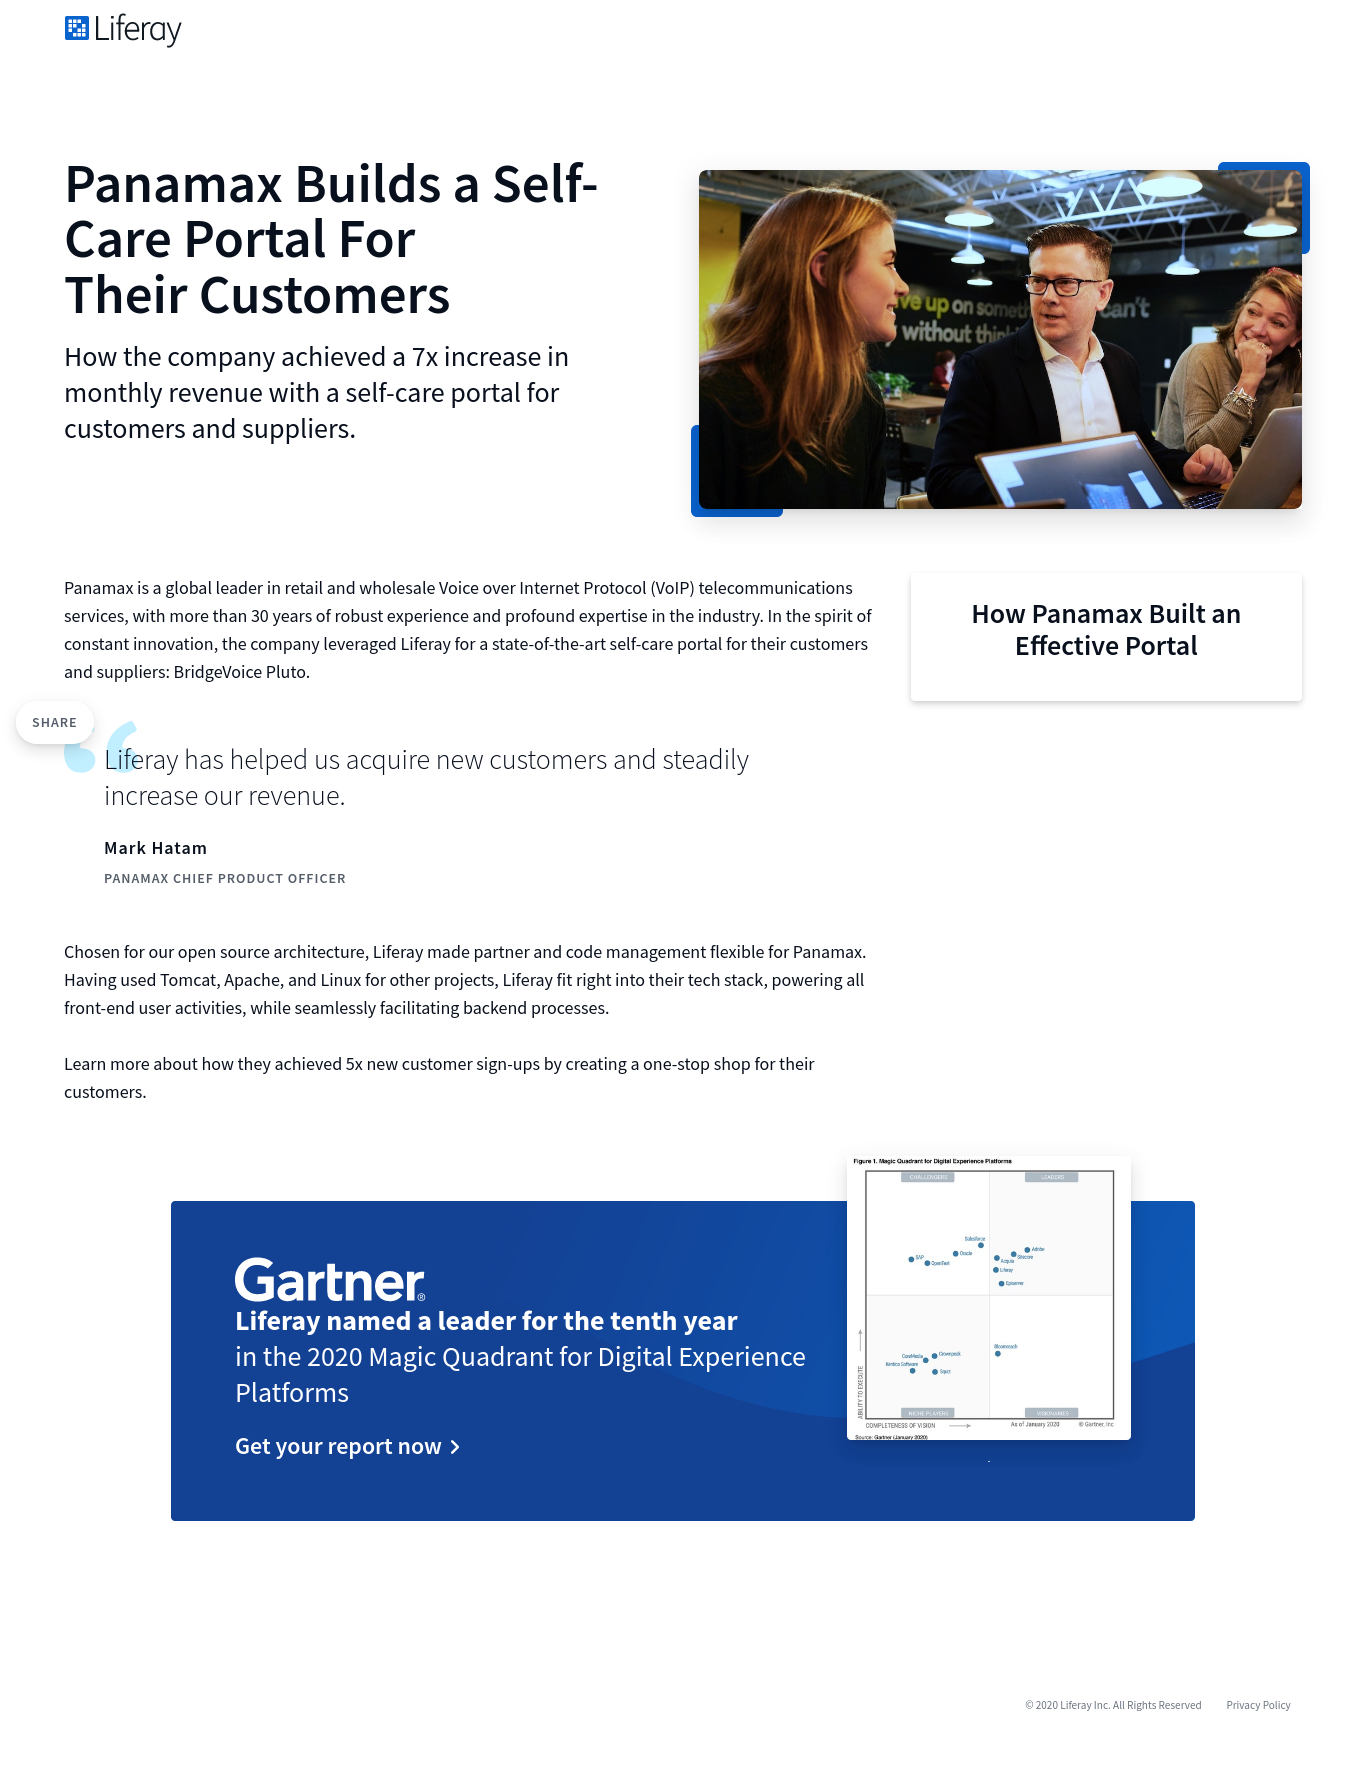 Liferay
Panamax Builds a Self-
Care Portal For
Their Customers
How the company achieved a 7x increase in
monthly revenue with a self-care portal for
customers and suppliers.
ve up on someth
can't
without think
Panamax is a global leader in retail and wholesale Voice over Internet Protocol (VoIP) telecommunications
services, with more than 30 years of robust experience and profound expertise in the industry. In the spirit of
constant innovation, the company leveraged Liferay for a state-of-the-art self-care portal for their customers
and suppliers: BridgeVoice Pluto.
How Panamax Built an
Effective Portal
SHARE
“
Liferay has helped us acquire new customers and steadily
increase our revenue.
Mark Hatam
PANAMAX CHIEF PRODUCT OFFICER
Chosen for our open source architecture, Liferay made partner and code management flexible for Panamax.
Having used Tomcat, Apache, and Linux for other projects, Liferay fit right into their tech stack, powering all
front-end user activities, while seamlessly facilitating backend processes.
Learn more about how they achieved 5x new customer sign-ups by creating a one-stop shop for their
customers.
Gartner®
Liferay named a leader for the tenth year
in the 2020 Magic Quadrant for Digital Experience
Platforms
Get your report now
Figure 1. Magic Quadrant for Digital Experience Platforms
CHALLENGERS
LEADERS
Salesforce
SAP
Oracle
OpenText
Adobe
Sitecore
Acquia
Liferay
Episerver
Bloomreach
CoreMedia
Crownpeak
Kentico Software
Squiz
ABILITY TO EXECUTE
NICHE PLAYERS
VISIONARIES
COMPLETENESS OF VISION
As of January 2020
© Gartner, Inc
Source: Gartner (January 2020)
© 2020 Liferay Inc. All Rights Reserved
Privacy Policy